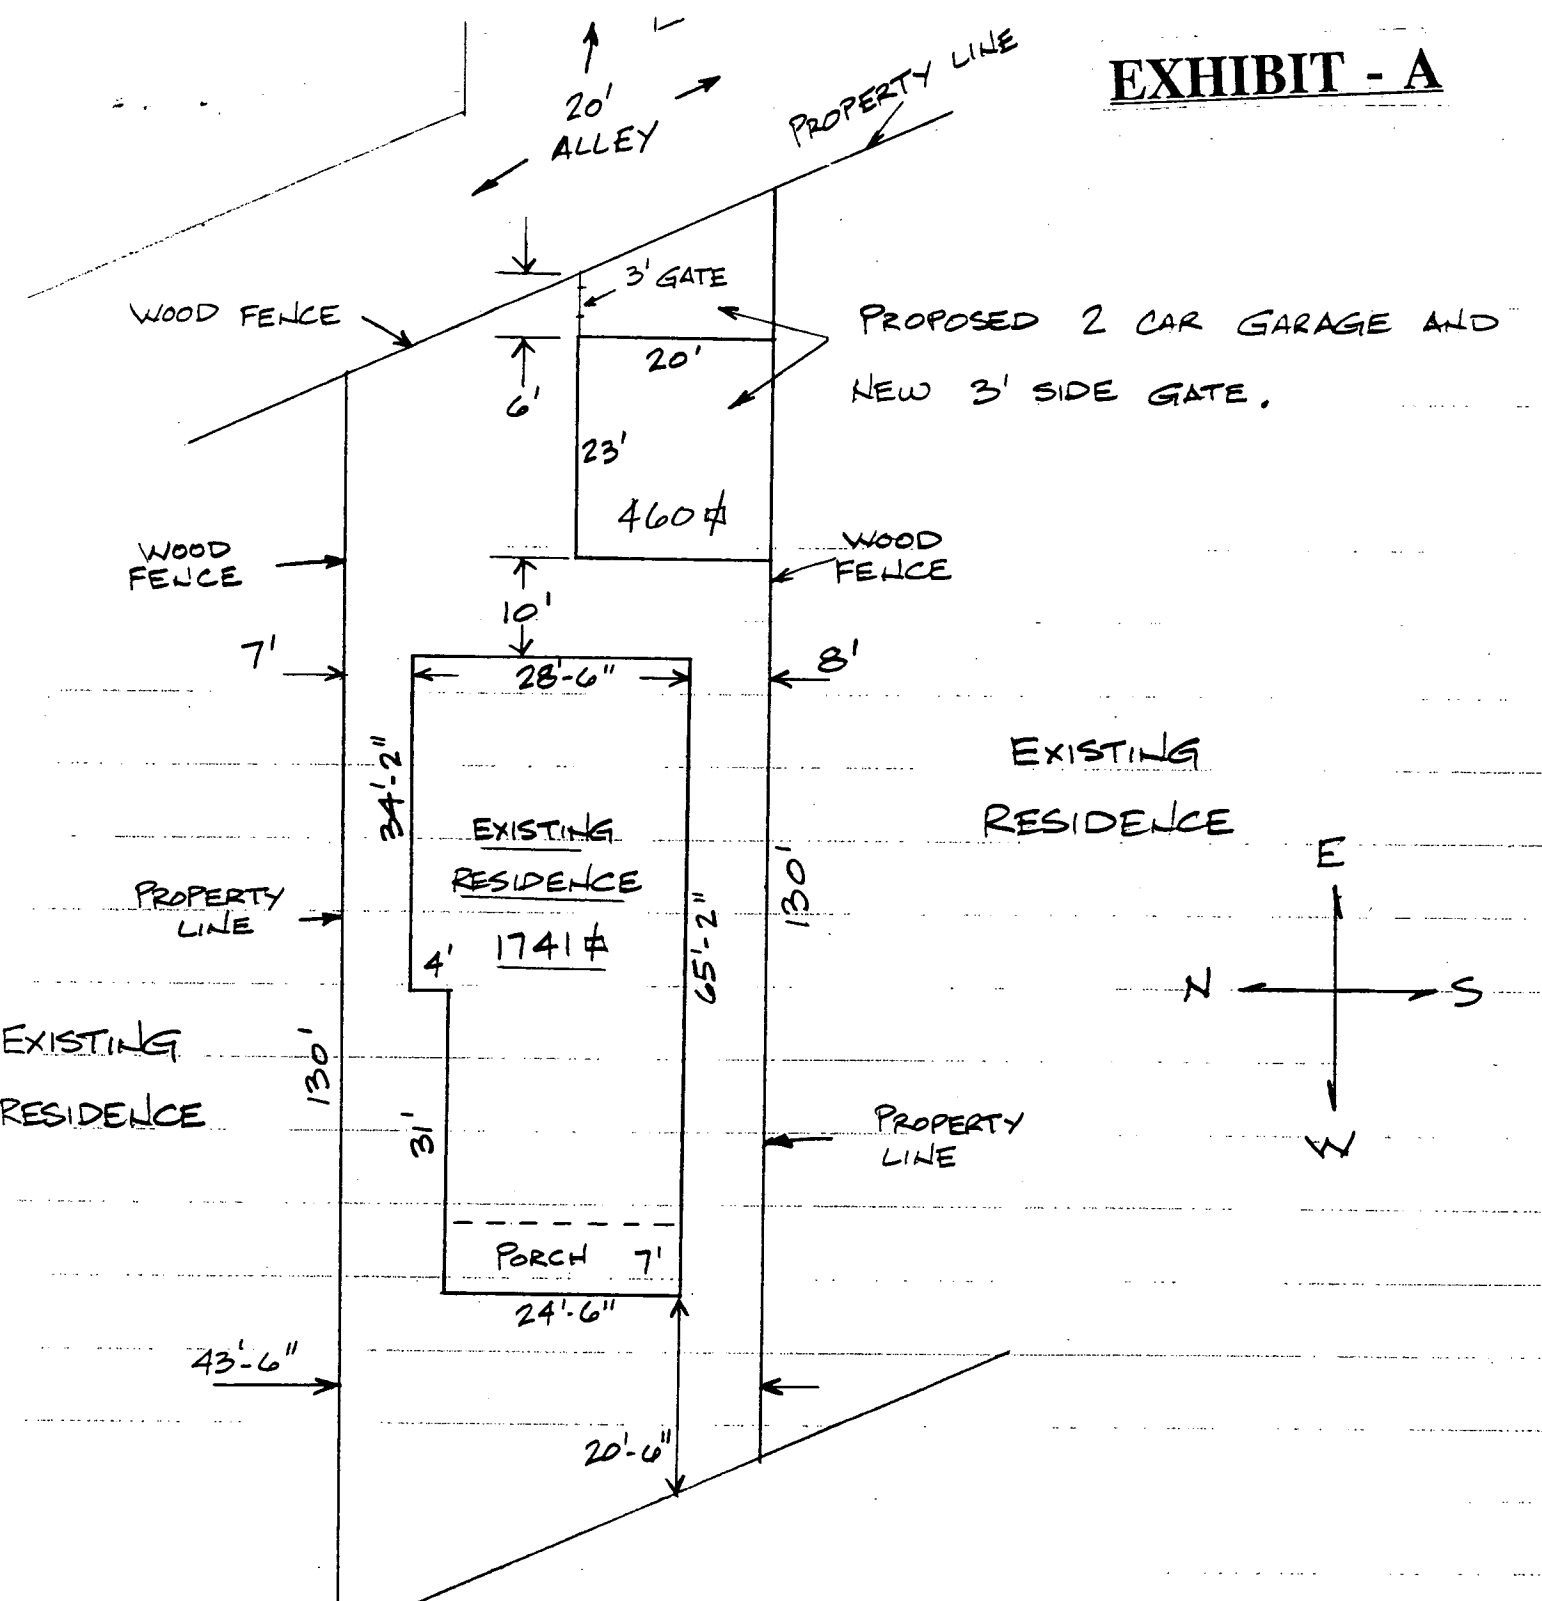 EXHIBIT - A
20'
ALLEY
PROPERTY LINE
3' GATE
WOOD FENCE
PROPOSED 2 CAR GARAGE AND
NEW 3' SIDE GATE.
20'
6'
23'
460 ⌷
WOOD
FENCE
WOOD
FENCE
10'
7'
28'-6"
8'
34'-2"
EXISTING
RESIDENCE
EXISTING
RESIDENCE
1741 ⌷
130'
E
N
S
W
PROPERTY
LINE
4'
65'-2"
EXISTING
RESIDENCE
130'
31'
PROPERTY
LINE
PORCH 7'
24'-6"
43'-6"
20'-6"